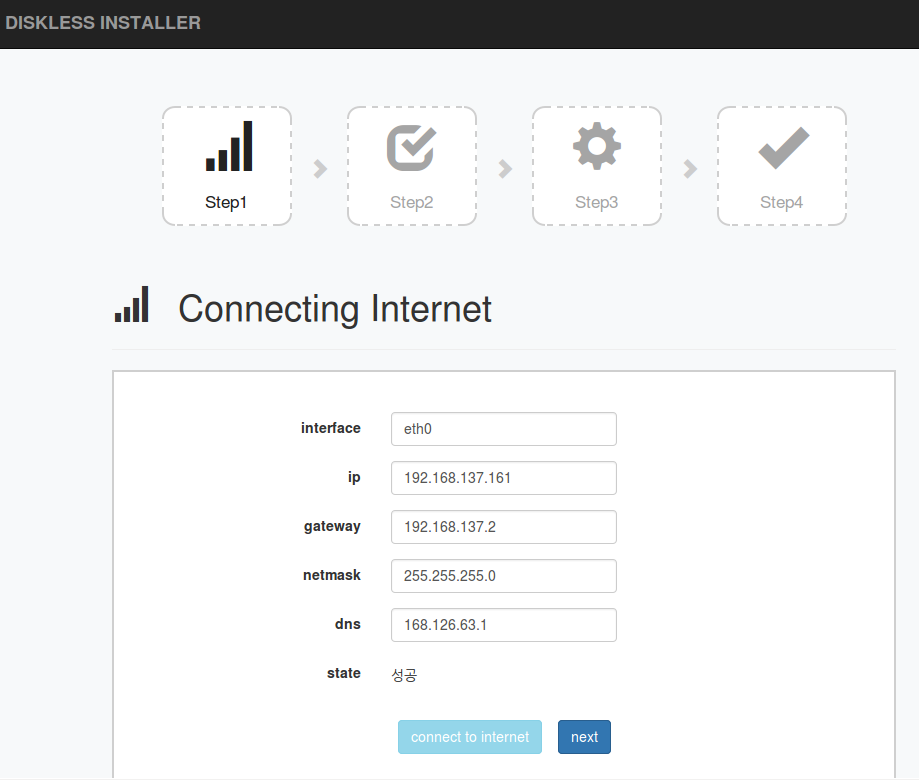 DISKLESS INSTALLER
Step1 Step2 Step3 Step4
Connecting Internet
interface eth0
ip 192.168.137.161
gateway 192.168.137.2
netmask 255.255.255.0
dns 168.126.63.1
state 성공
connect to internet next